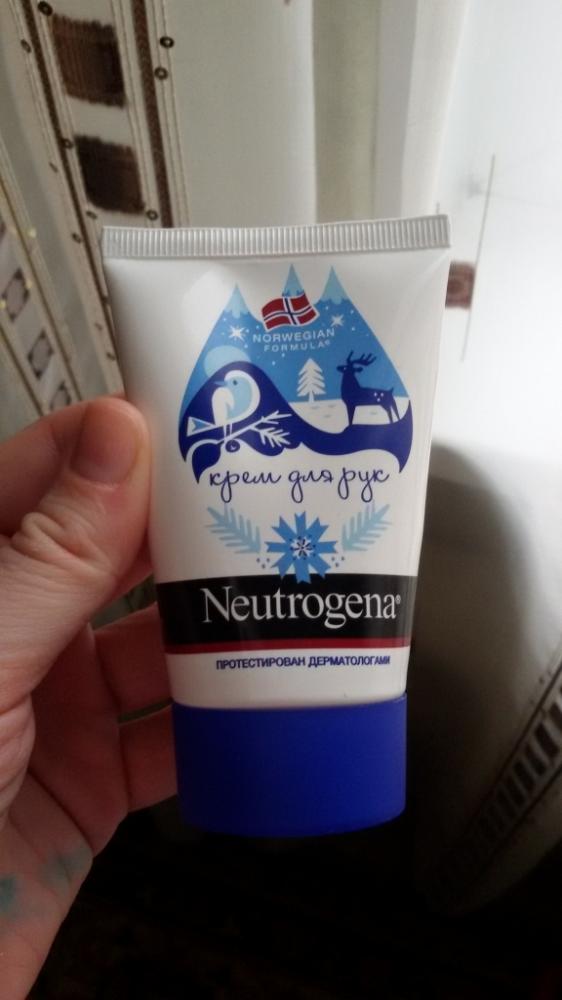 NORWEGIAN
FORMULA®
крем для рук
Neutrogena®
ПРОТЕСТИРОВАН ДЕРМАТОЛОГАМИ